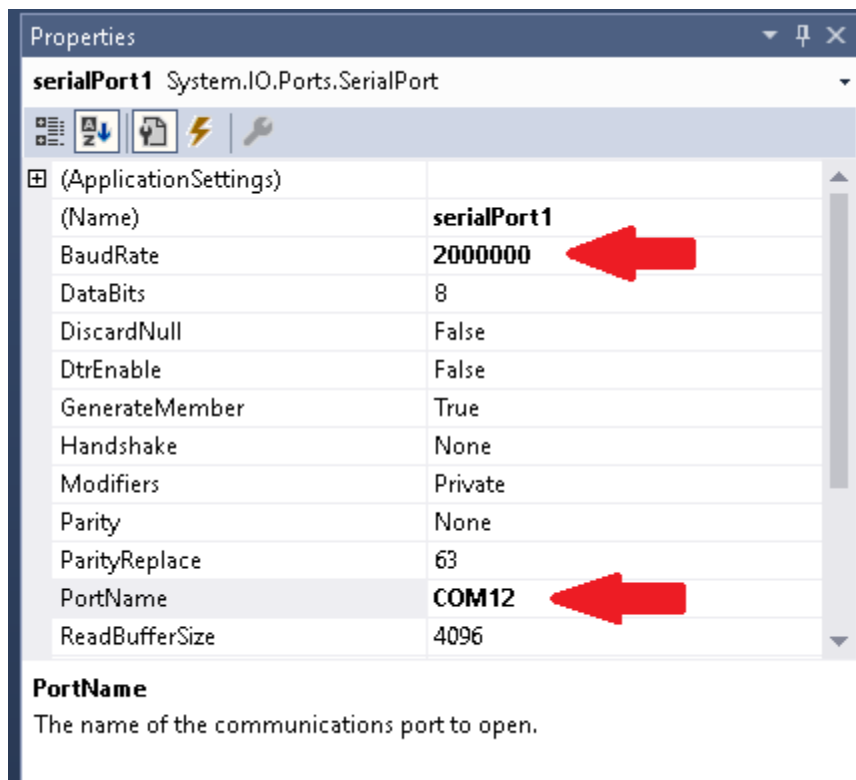 Properties
serialPort1 System.IO.Ports.SerialPort
(ApplicationSettings)
(Name) serialPort1
BaudRate 2000000
DataBits 8
DiscardNull False
DtrEnable False
GenerateMember True
Handshake None
Modifiers Private
Parity None
ParityReplace 63
PortName COM12
ReadBufferSize 4096
PortName
The name of the communications port to open.